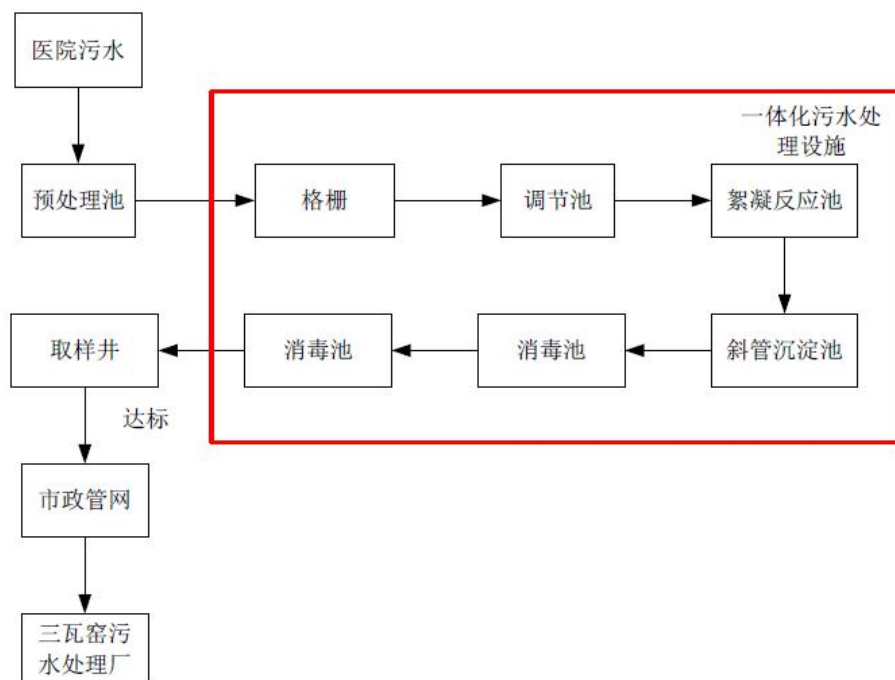 医院污水
一体化污水处
理设施
预处理池
格栅
调节池
絮凝反应池
取样井
消毒池
消毒池
斜管沉淀池
达标
市政管网
三瓦窑污
水处理厂